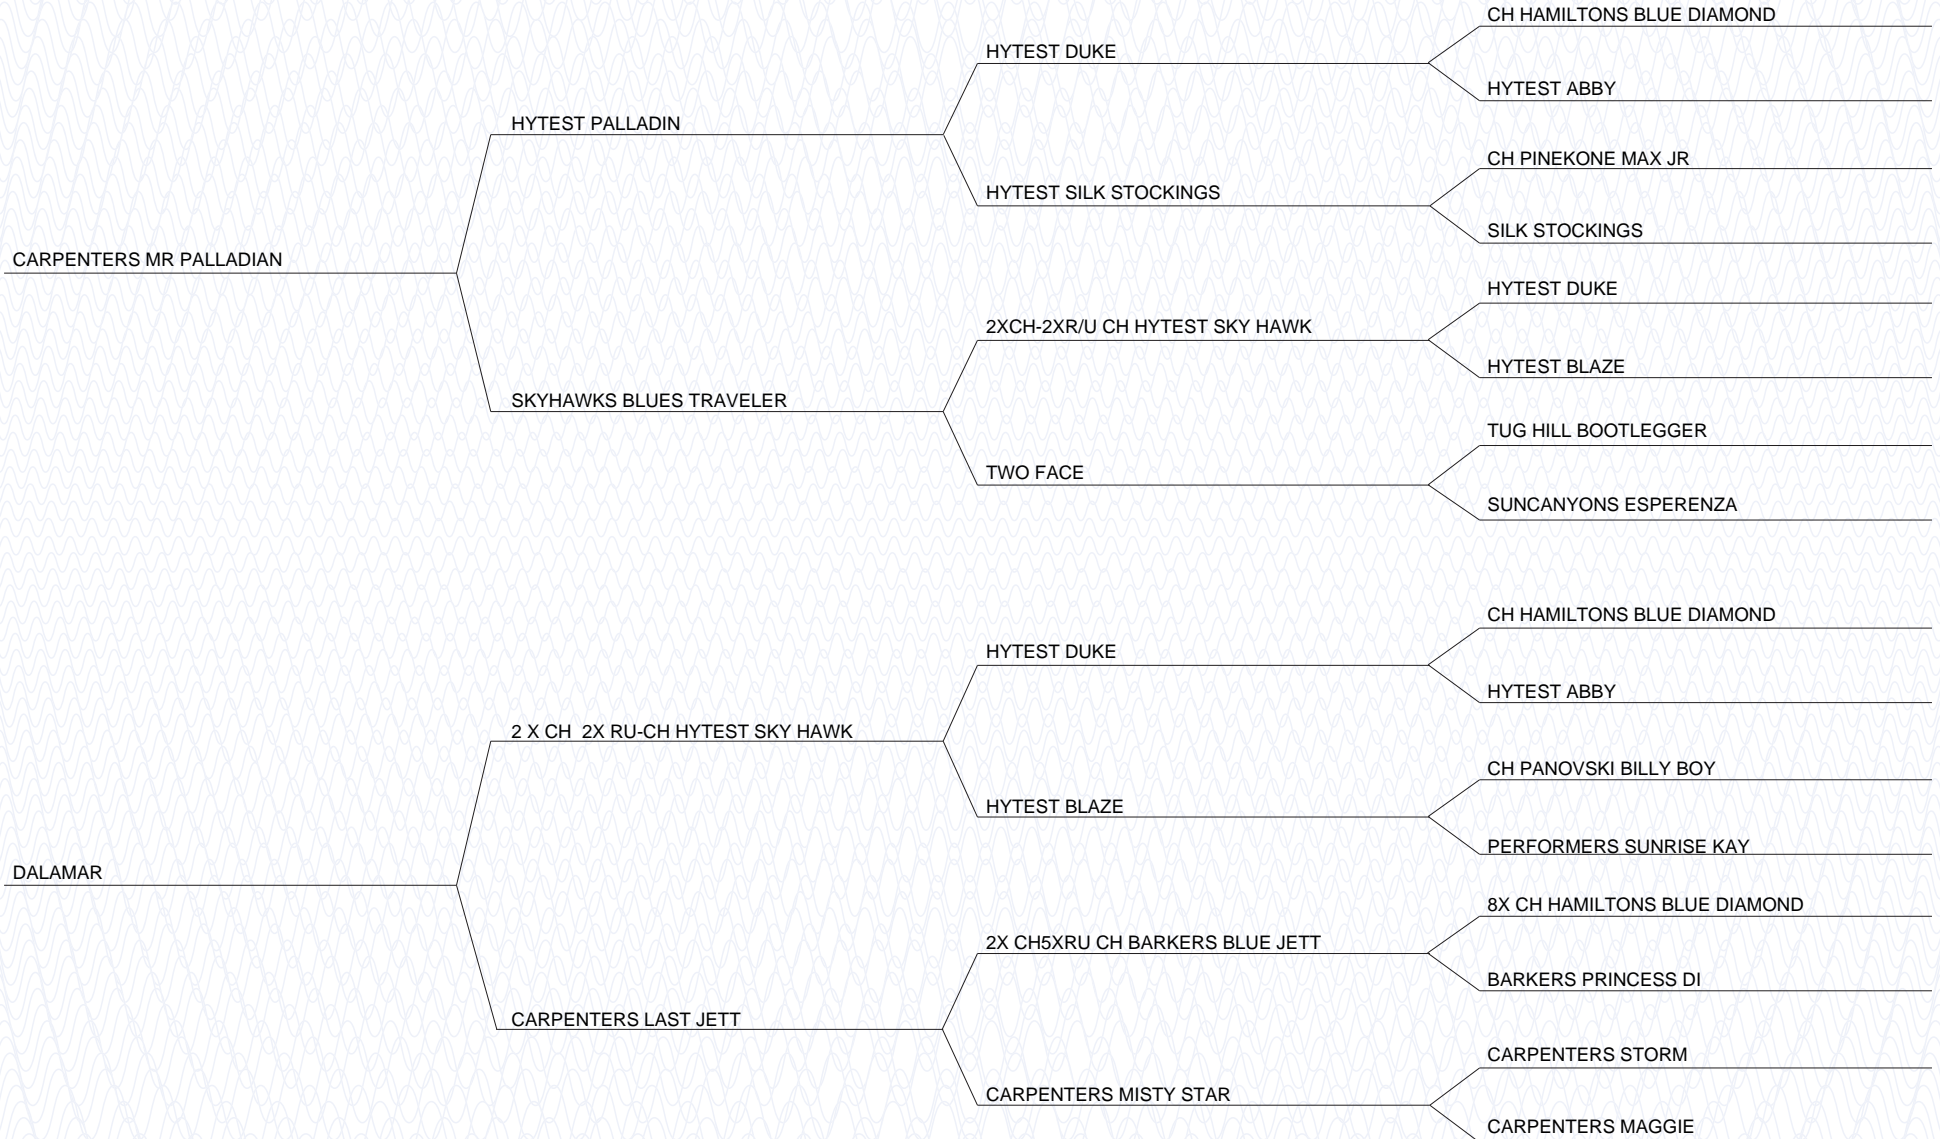 CH HAMILTONS BLUE DIAMOND
HYTEST DUKE
HYTEST ABBY
HYTEST PALLADIN
CH PINEKONE MAX JR
HYTEST SILK STOCKINGS
SILK STOCKINGS
CARPENTERS MR PALLADIAN
HYTEST DUKE
2XCH-2XR/U CH HYTEST SKY HAWK
HYTEST BLAZE
SKYHAWKS BLUES TRAVELER
TUG HILL BOOTLEGGER
TWO FACE
SUNCANYONS ESPERENZA
CH HAMILTONS BLUE DIAMOND
HYTEST DUKE
HYTEST ABBY
2 X CH  2X RU-CH HYTEST SKY HAWK
CH PANOVSKI BILLY BOY
HYTEST BLAZE
PERFORMERS SUNRISE KAY
DALAMAR
8X CH HAMILTONS BLUE DIAMOND
2X CH5XRU CH BARKERS BLUE JETT
BARKERS PRINCESS DI
CARPENTERS LAST JETT
CARPENTERS STORM
CARPENTERS MISTY STAR
CARPENTERS MAGGIE